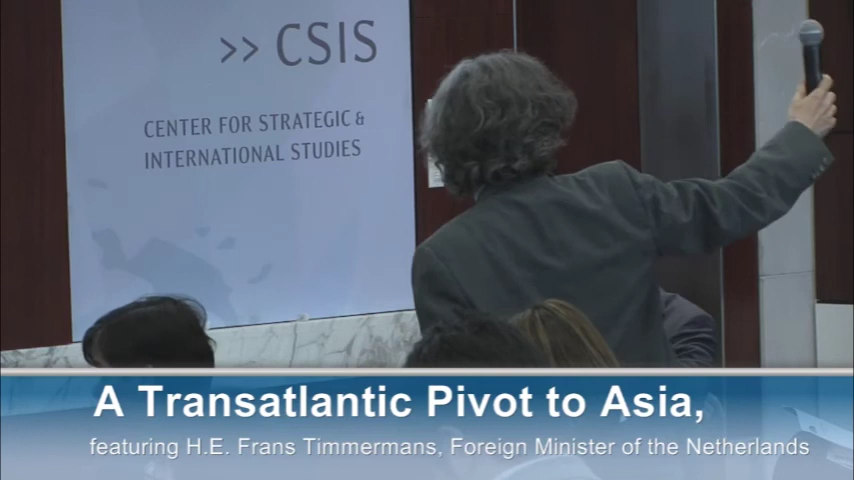 >> CSIS
CENTER FOR STRATEGIC &
INTERNATIONAL STUDIES
A Transatlantic Pivot to Asia,
featuring H.E. Frans Timmermans, Foreign Minister of the Netherlands